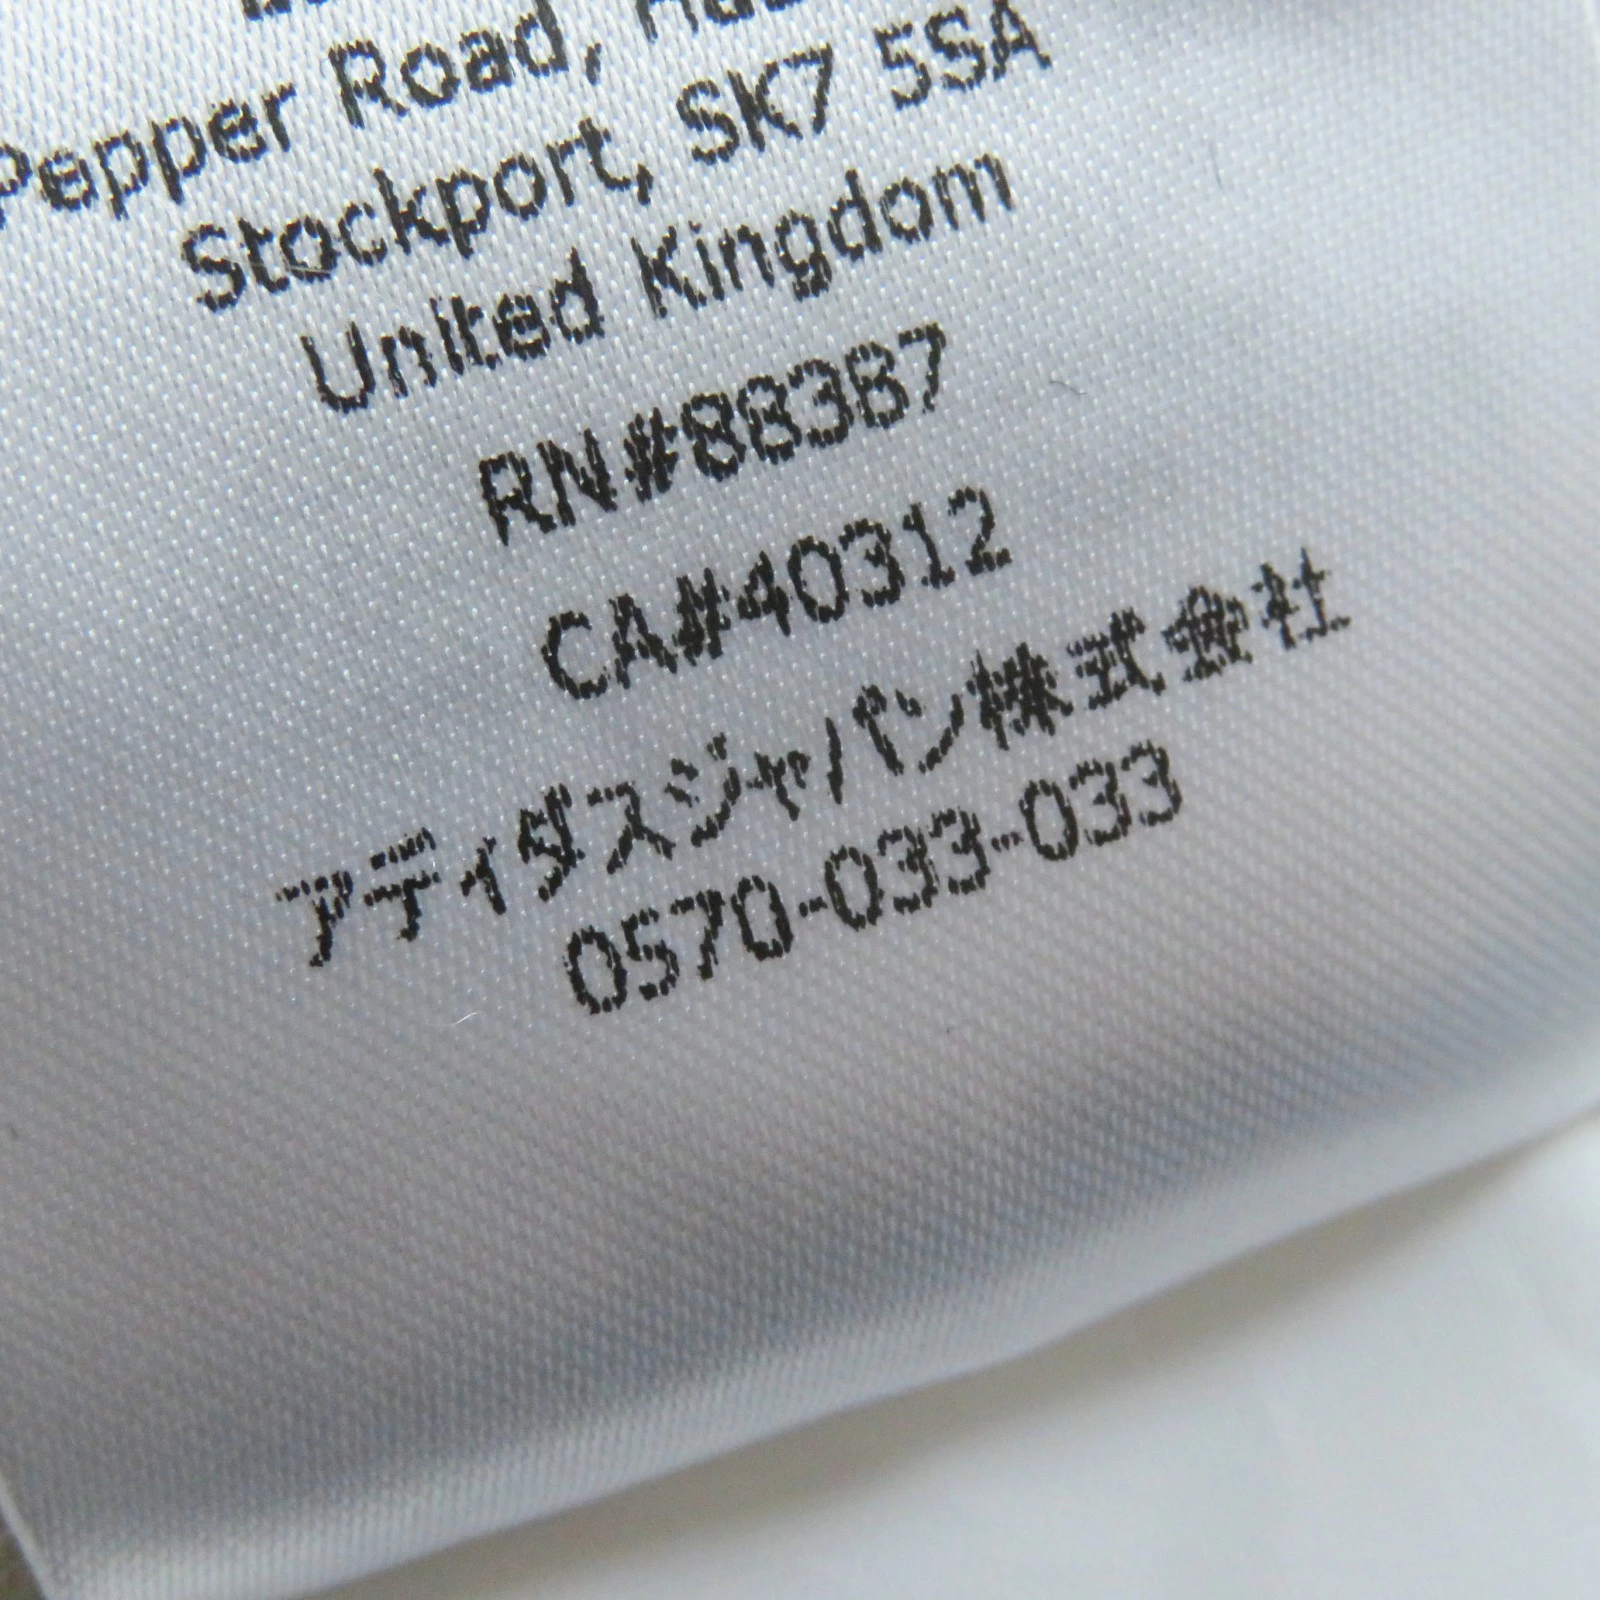 Pepper Road,
Stockport, SK7 5SA
United Kingdom
RN#88387
CA#40312
アディダスジャパン株式会社
0570-033-033